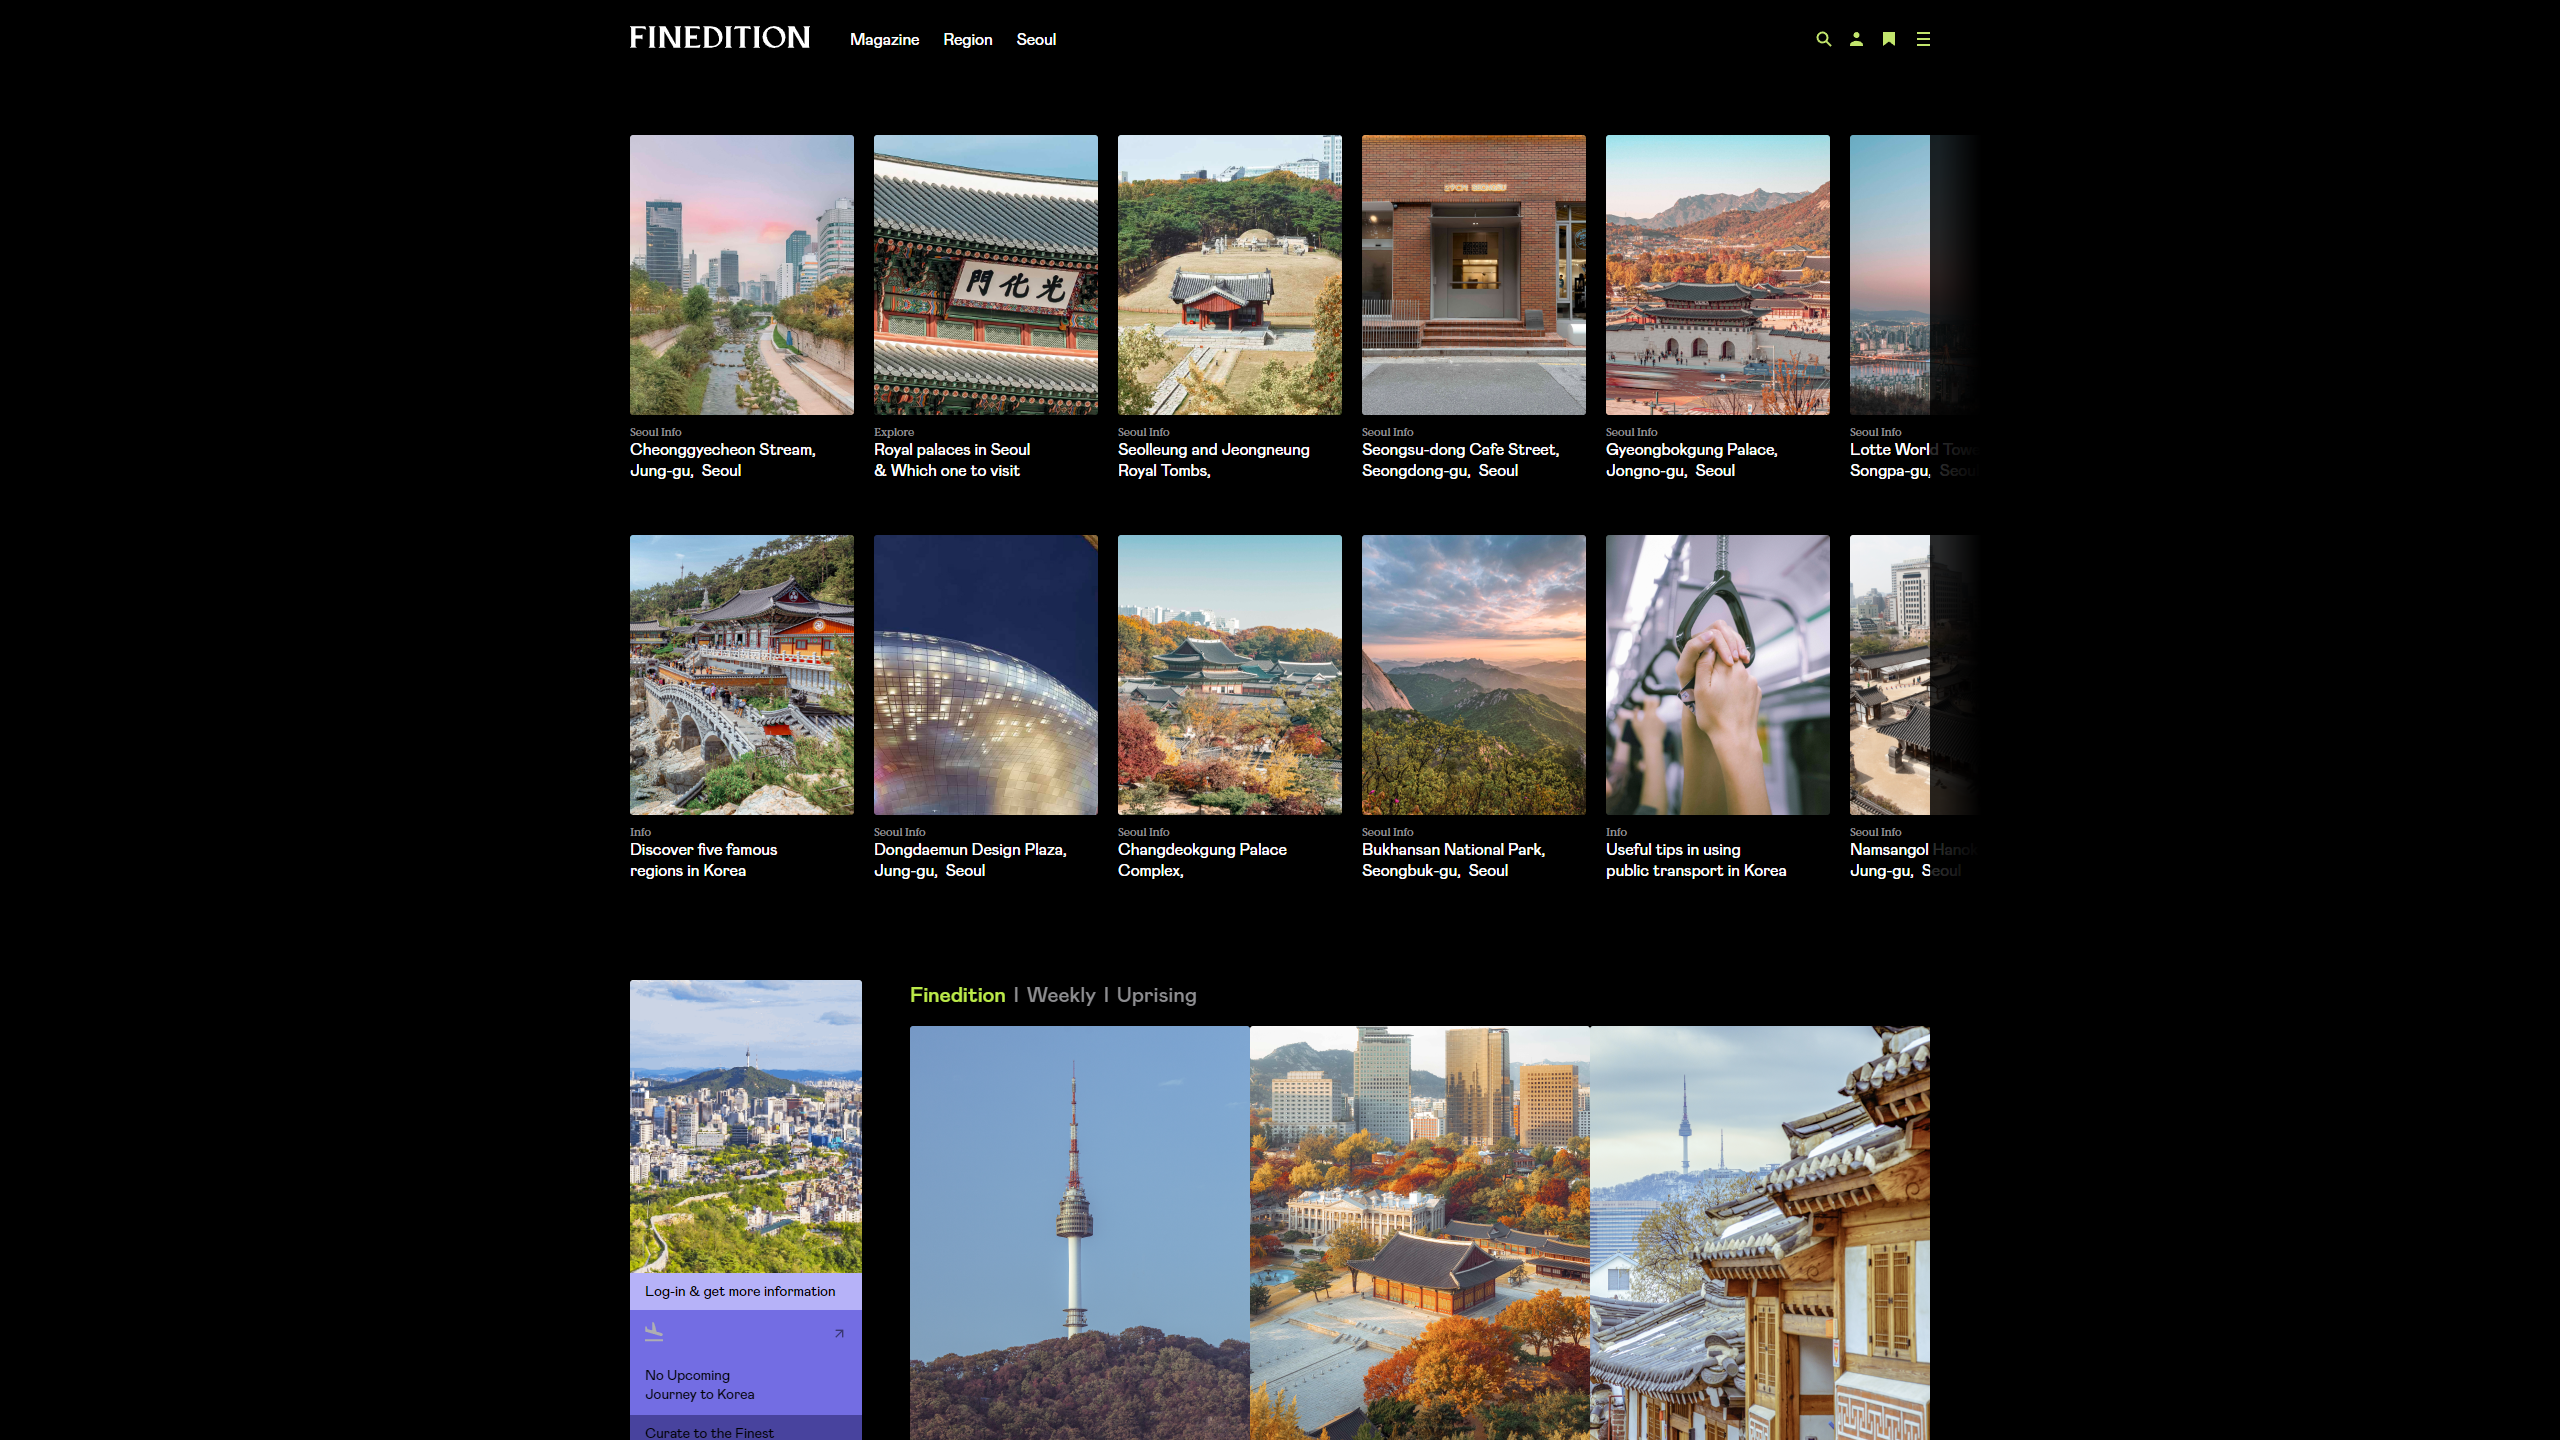 FINEDITION
Magazine
Region
Seoul
門化光
Seoul Info
Cheonggyecheon Stream,
Jung-gu, Seoul
Explore
Royal palaces in Seoul
& Which one to visit
Seoul Info
Seolleung and Jeongneung
Royal Tombs,
Seoul Info
Seongsu-dong Cafe Street,
Seongdong-gu, Seoul
Seoul Info
Gyeongbokgung Palace,
Jongno-gu, Seoul
Seoul Info
Lotte World
Songpa-gu, Seoul
Info
Discover five famous
regions in Korea
Seoul Info
Dongdaemun Design Plaza,
Jung-gu, Seoul
Seoul Info
Changdeokgung Palace
Complex,
Seoul Info
Bukhansan National Park,
Seongbuk-gu, Seoul
Info
Useful tips in using
public transport in Korea
Seoul Info
Namsangol
Jung-gu, Seoul
Finedition | Weekly | Uprising
Log-in & get more information
No Upcoming
Journey to Korea
Curate to the Finest